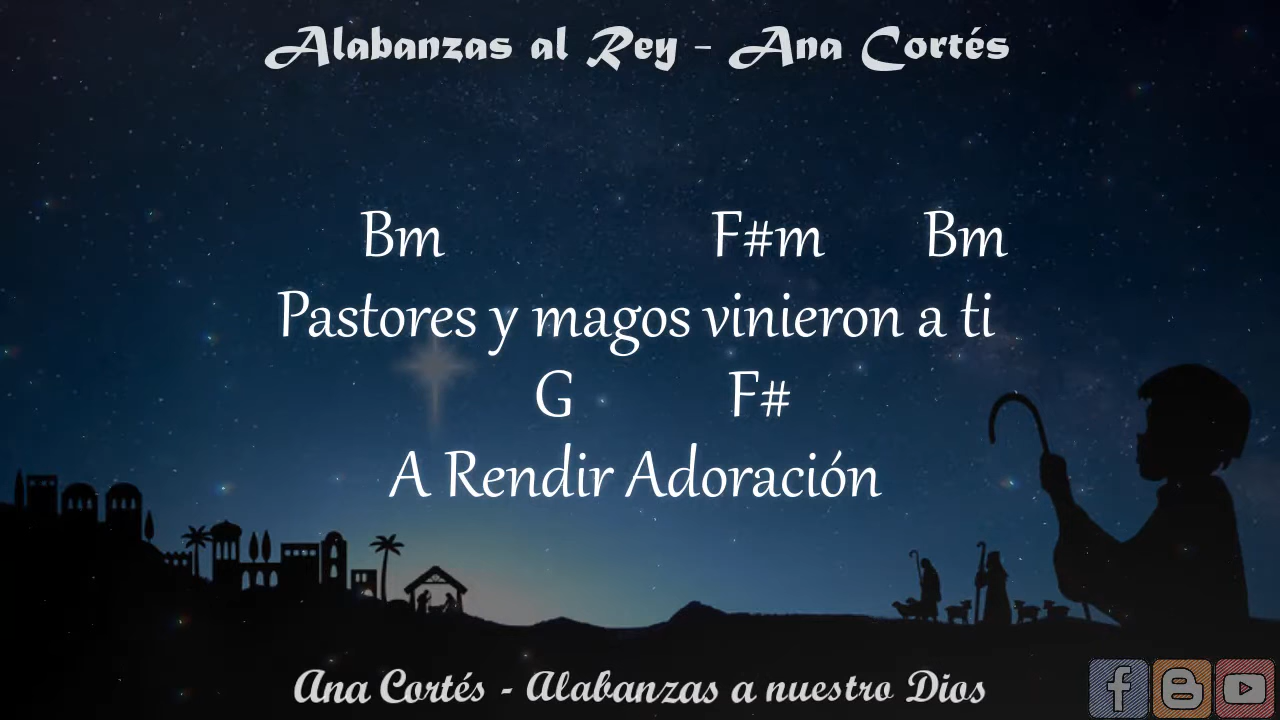 Alabanzas al Rey - Ana Cortés
Bm F#m Bm
Pastores y magos vinieron a ti
G F#
A Rendir Adoración
Ana Cortés - Alabanzas a nuestro Dios